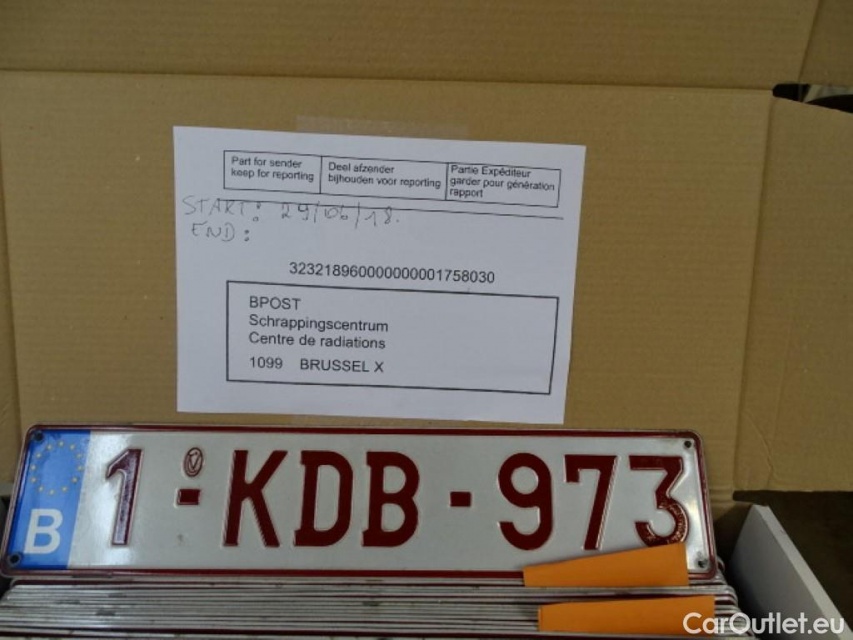 Part for sender
keep for reporting
Deel afzender
bijhouden voor reporting
Partie Expéditeur
garder pour génération
rapport
START: 29/06/18.
END:
323218960000000001758030
BPOST
Schrappingscentrum
Centre de radiations
1099 BRUSSEL X
B 1-KDB-973
CarOutlet.eu